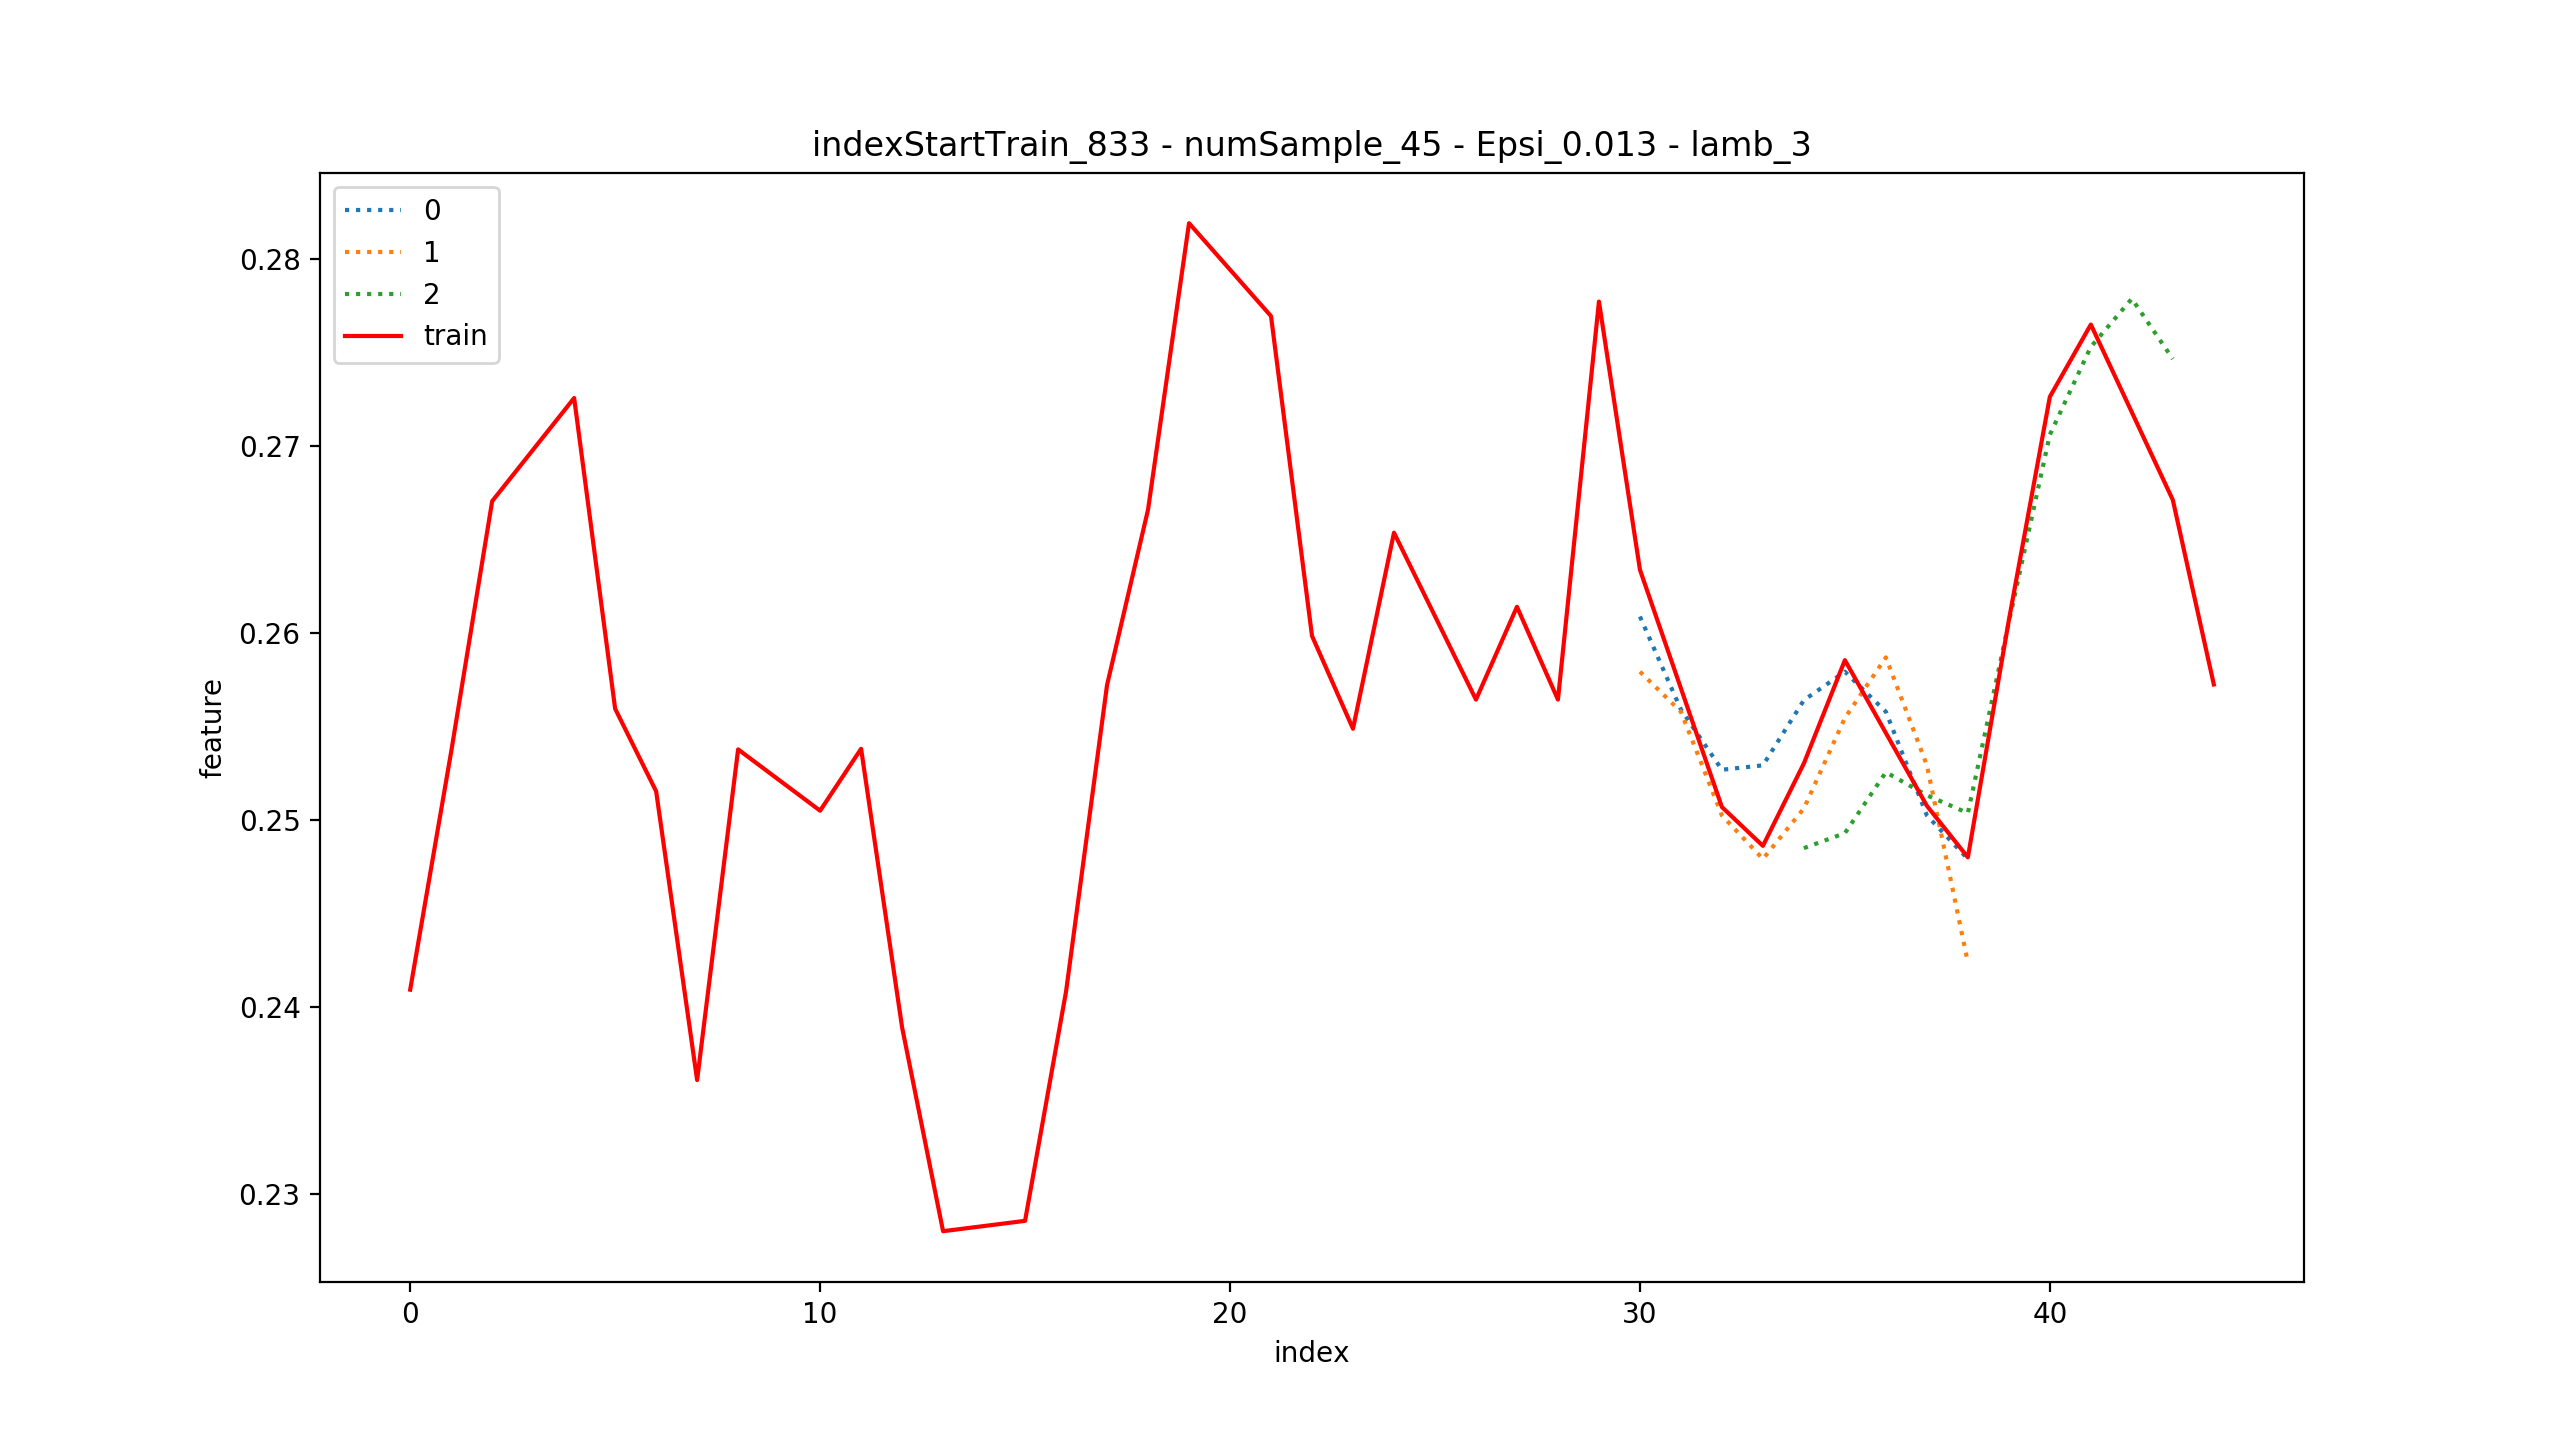 indexStartTrain_833 - numSample_45 - Epsi_0.013 - lamb_3
0
1
2
train
0.28
0.27
0.26
0.25
0.24
0.23
feature
0 10 20 30 40
index